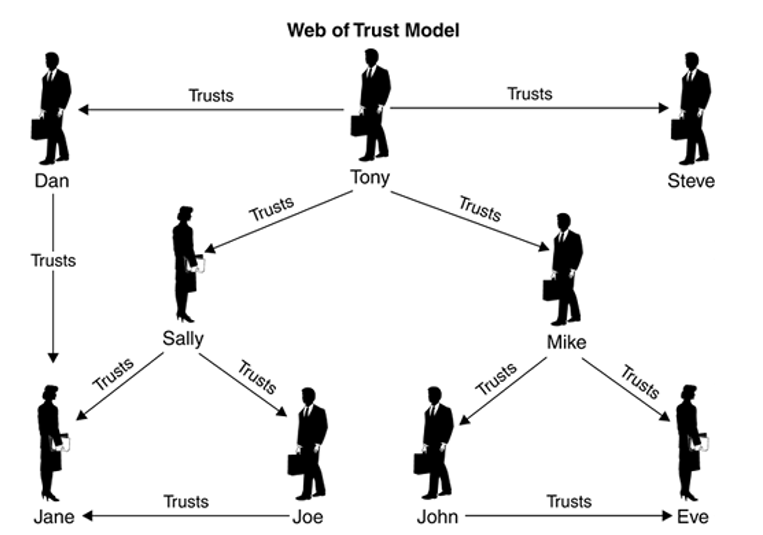 Web of Trust Model
Trusts
Trusts
Dan
Tony
Steve
Trusts
Trusts
Trusts
Sally
Mike
Trusts
Trusts
Trusts
Trusts
Trusts
Trusts
Jane
Joe
John
Eve